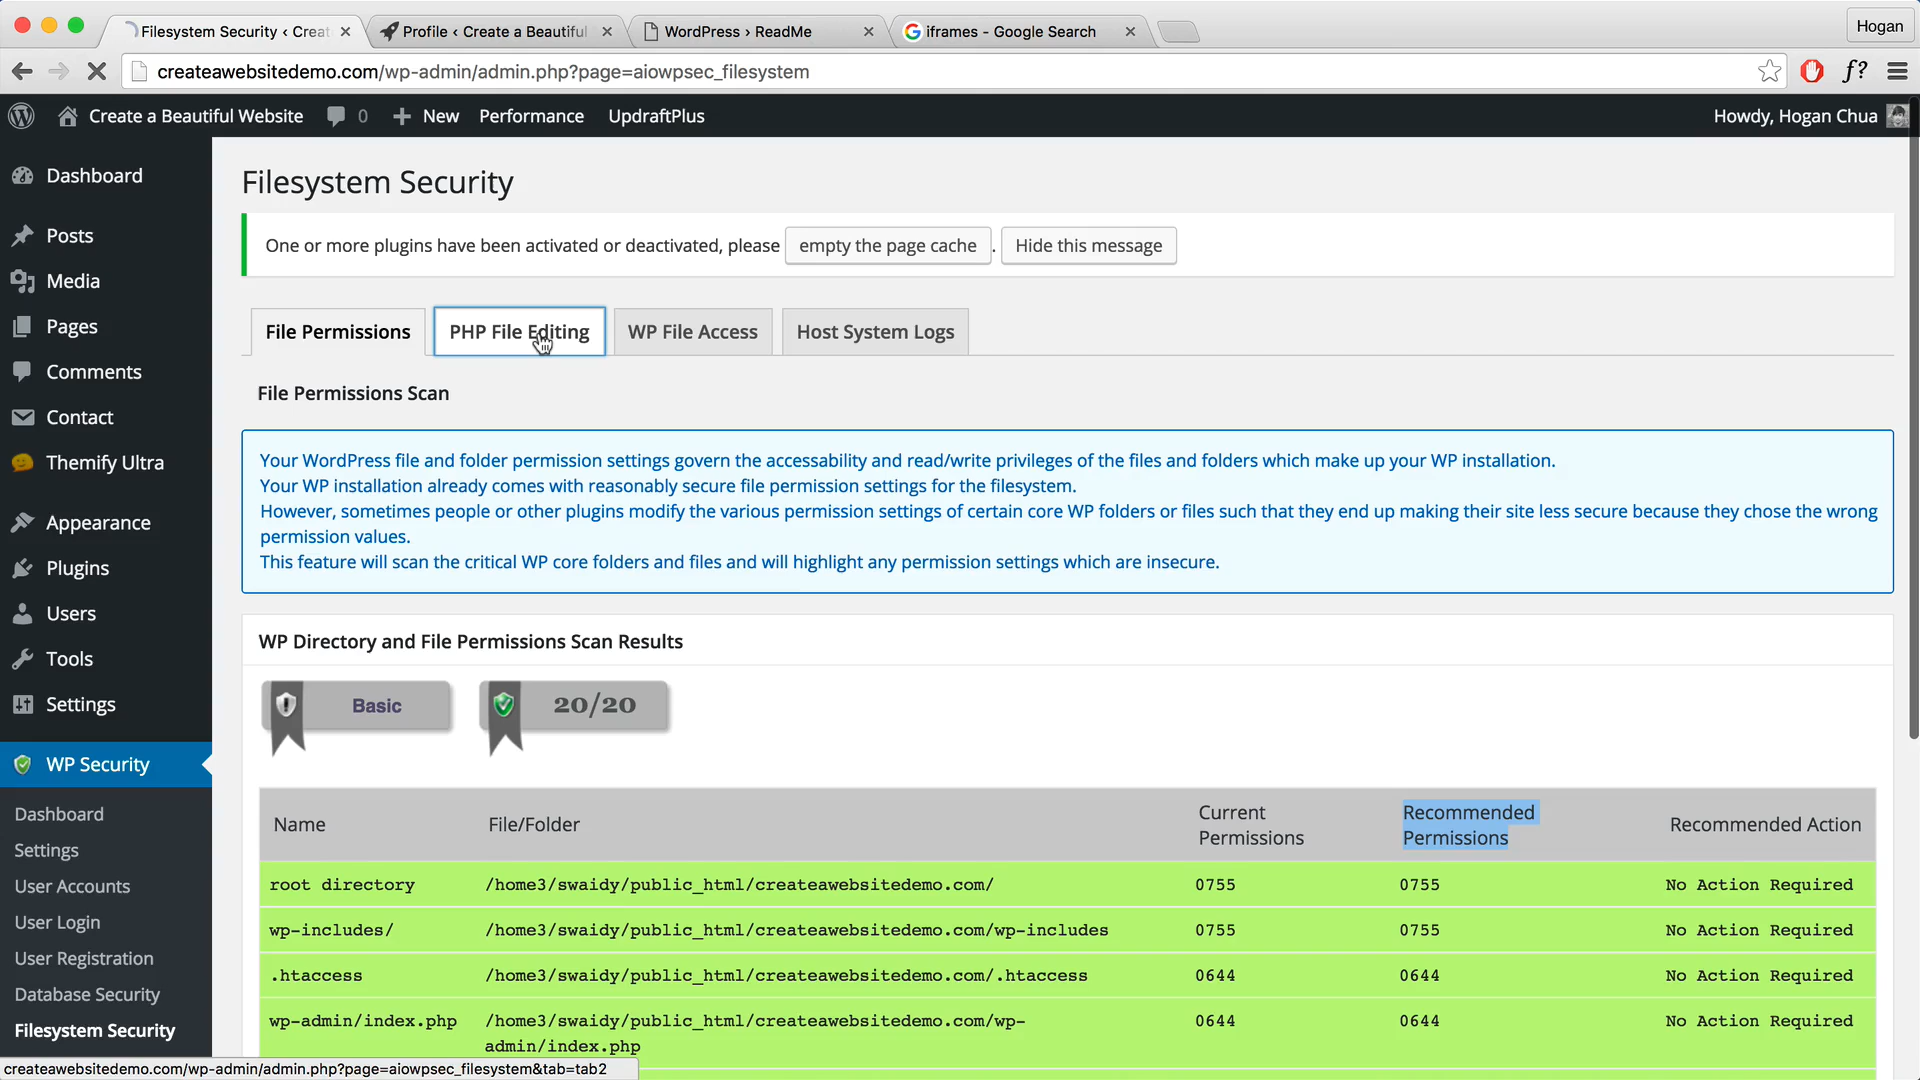 Filesystem Security ‹ Creat
Profile ‹ Create a Beautiful
WordPress › ReadMe
iframes - Google Search
Hogan
createawebsitedemo.com/wp-admin/admin.php?page=aiowpsec_filesystem
f?
Create a Beautiful Website
0
New
Performance
UpdraftPlus
Howdy, Hogan Chua
Dashboard
Posts
Media
Pages
Comments
Contact
Themify Ultra
Appearance
Plugins
Users
Tools
Settings
WP Security
Dashboard
Settings
User Accounts
User Login
User Registration
Database Security
Filesystem Security
Filesystem Security
One or more plugins have been activated or deactivated, please empty the page cache . Hide this message
File Permissions
PHP File Editing
WP File Access
Host System Logs
File Permissions Scan
Your WordPress file and folder permission settings govern the accessability and read/write privileges of the files and folders which make up your WP installation.
Your WP installation already comes with reasonably secure file permission settings for the filesystem.
However, sometimes people or other plugins modify the various permission settings of certain core WP folders or files such that they end up making their site less secure because they chose the wrong
permission values.
This feature will scan the critical WP core folders and files and will highlight any permission settings which are insecure.
WP Directory and File Permissions Scan Results
Basic
20/20
Name
File/Folder
Current
Permissions
Recommended
Permissions
Recommended Action
root directory /home3/swaidy/public_html/createawebsitedemo.com/ 0755 0755 No Action Required
wp-includes/ /home3/swaidy/public_html/createawebsitedemo.com/wp-includes 0755 0755 No Action Required
.htaccess /home3/swaidy/public_html/createawebsitedemo.com/.htaccess 0644 0644 No Action Required
wp-admin/index.php /home3/swaidy/public_html/createawebsitedemo.com/wp- 0644 0644 No Action Required
admin/index.php
createawebsitedemo.com/wp-admin/admin.php?page=aiowpsec_filesystem&tab=tab2